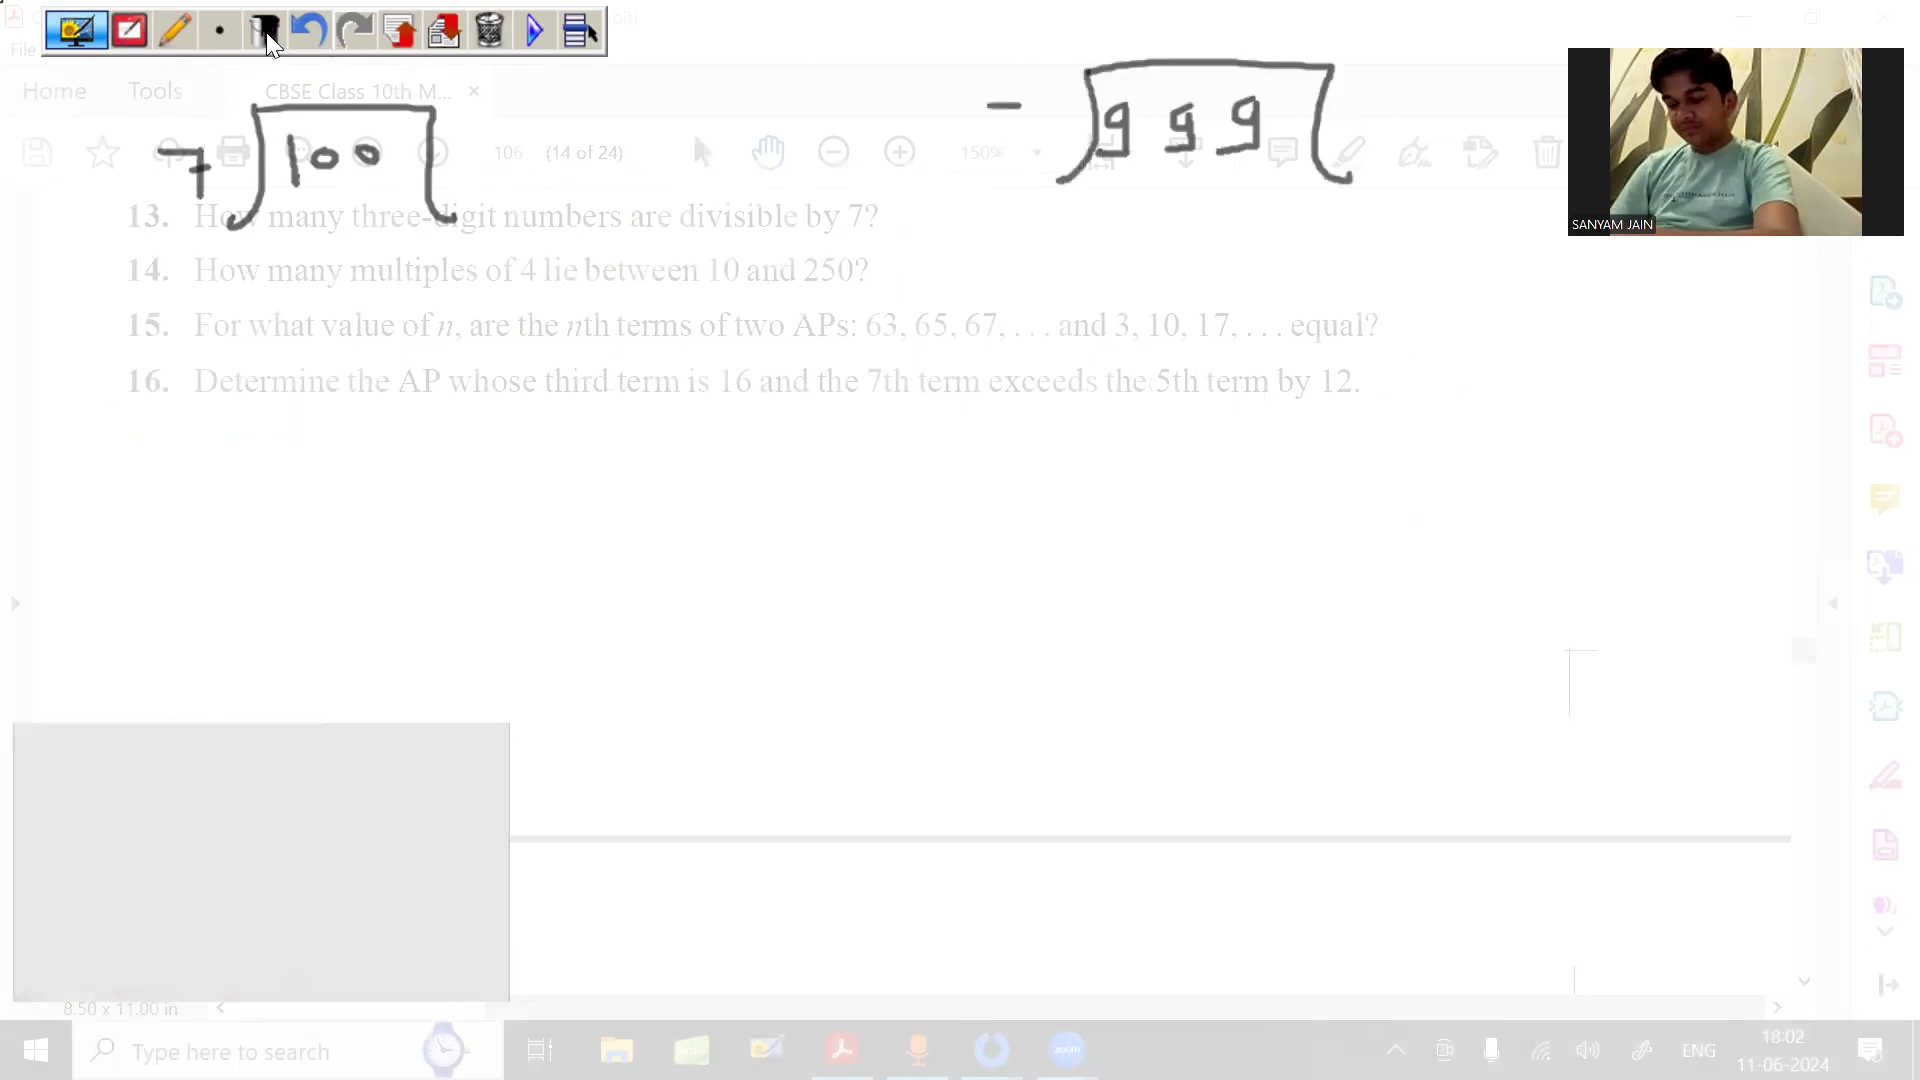 bit)
File
Home Tools CBSE Class 10th M... ×
106 (14 of 24) 150%
7 100
- 999
SANYAM JAIN
13. How many three-digit numbers are divisible by 7?
14. How many multiples of 4 lie between 10 and 250?
15. For what value of n, are the nth terms of two APs: 63, 65, 67, . . . and 3, 10, 17, . . . equal?
16. Determine the AP whose third term is 16 and the 7th term exceeds the 5th term by 12.
8.50 x 11.00 in
Type here to search
zoom
ENG
18:02
11-06-2024